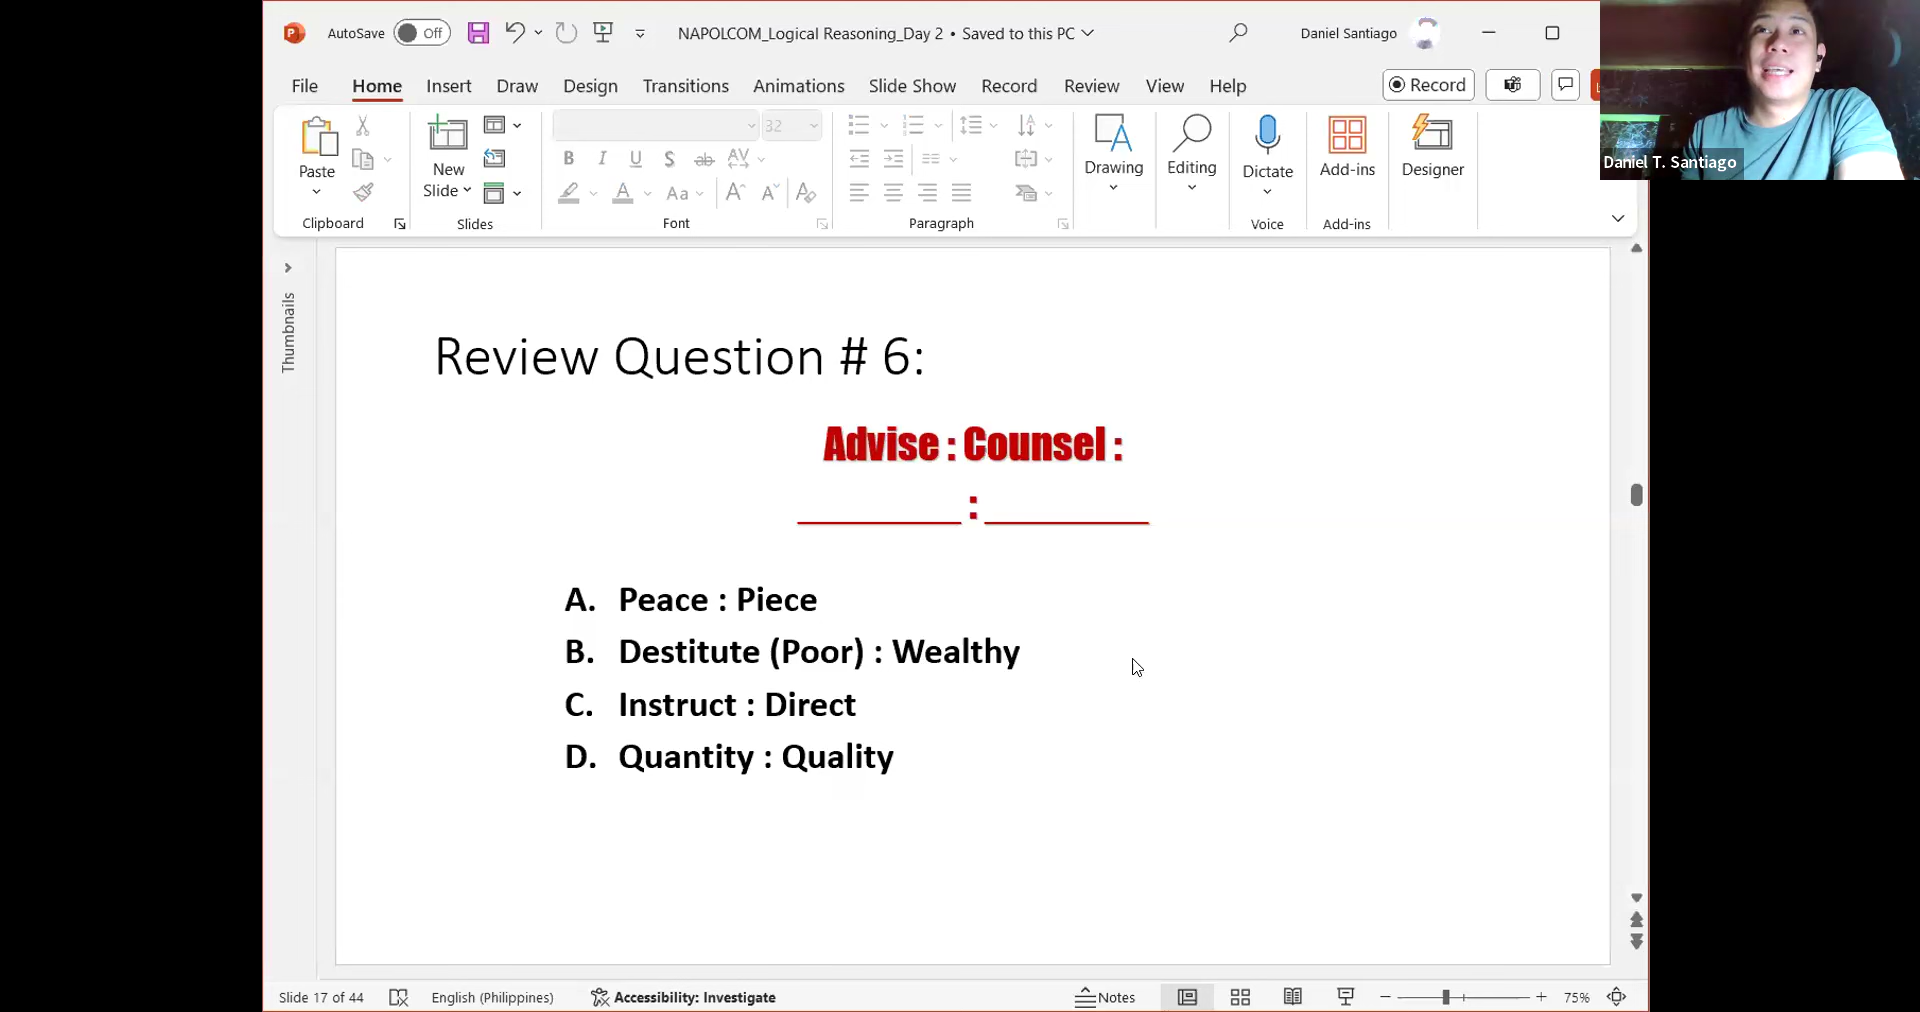 AutoSave Off NAPOLCOM_Logical Reasoning_Day 2 • Saved to this PC Daniel Santiago
File Home Insert Draw Design Transitions Animations Slide Show Record Review View Help Record
Paste
New
Slide
32
B I U S ab AV
A Aa A A A
Drawing
Editing
Dictate
Add-ins
Designer
Clipboard Slides Font Paragraph Voice Add-ins
Daniel T. Santiago
Thumbnails
Review Question # 6:
Advise : Counsel :
_________ : _________
A. Peace : Piece
B. Destitute (Poor) : Wealthy
C. Instruct : Direct
D. Quantity : Quality
Slide 17 of 44 English (Philippines) Accessibility: Investigate Notes 75%